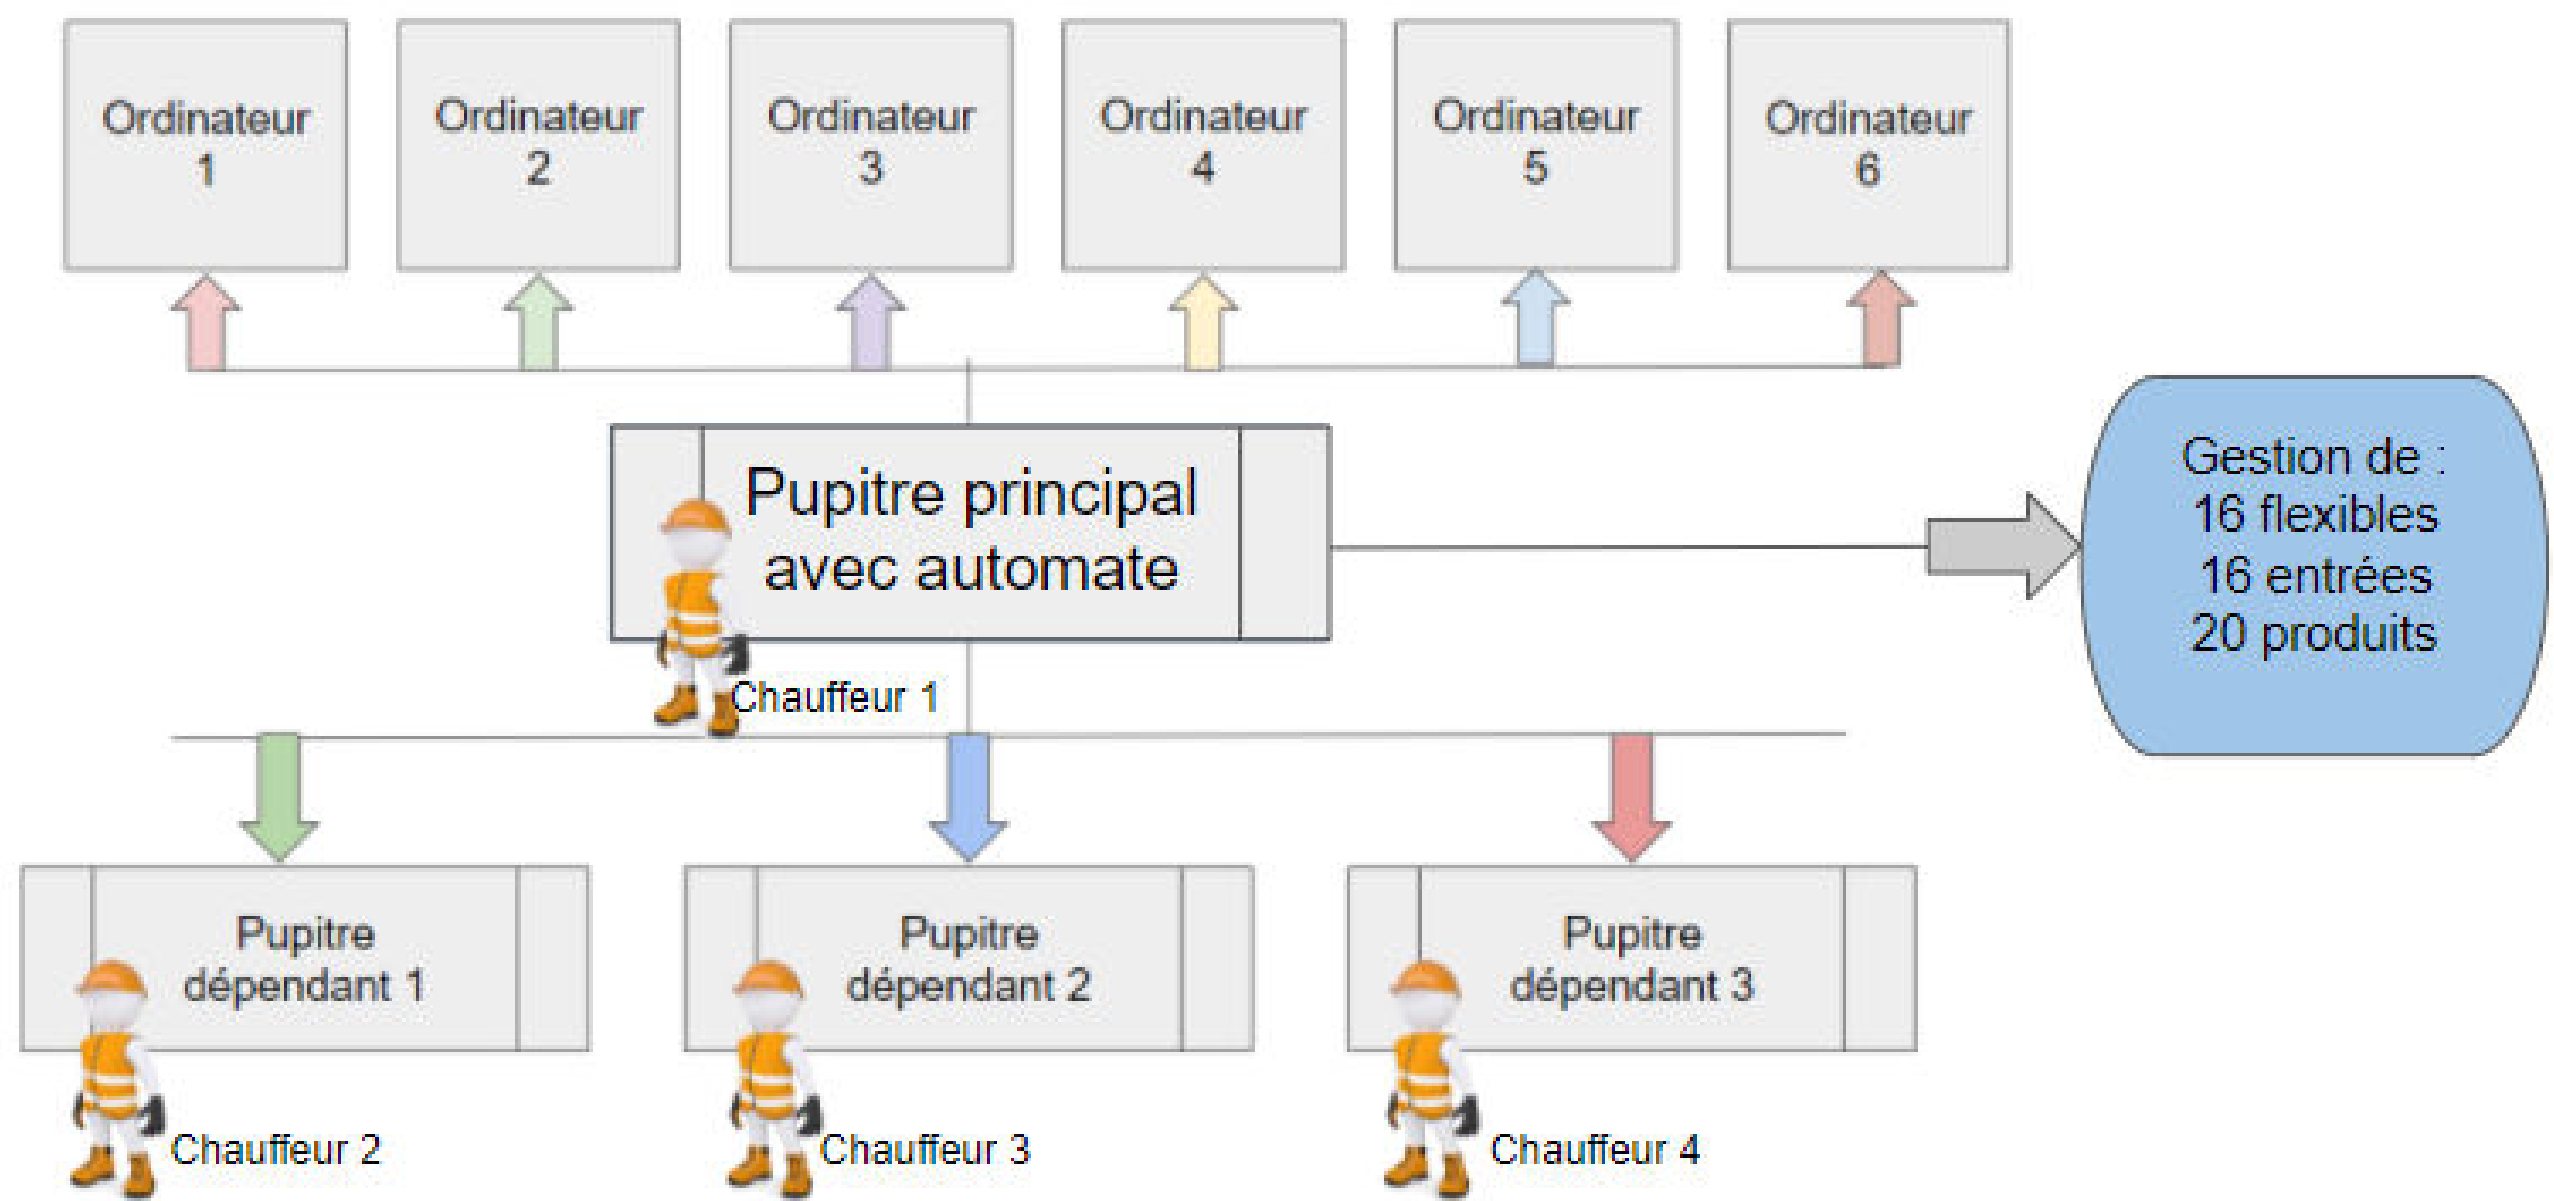 Ordinateur
1
Ordinateur
2
Ordinateur
3
Ordinateur
4
Ordinateur
5
Ordinateur
6
Pupitre principal
avec automate
Chauffeur 1
Gestion de :
16 flexibles
16 entrées
20 produits
Pupitre
dépendant 1
Chauffeur 2
Pupitre
dépendant 2
Chauffeur 3
Pupitre
dépendant 3
Chauffeur 4